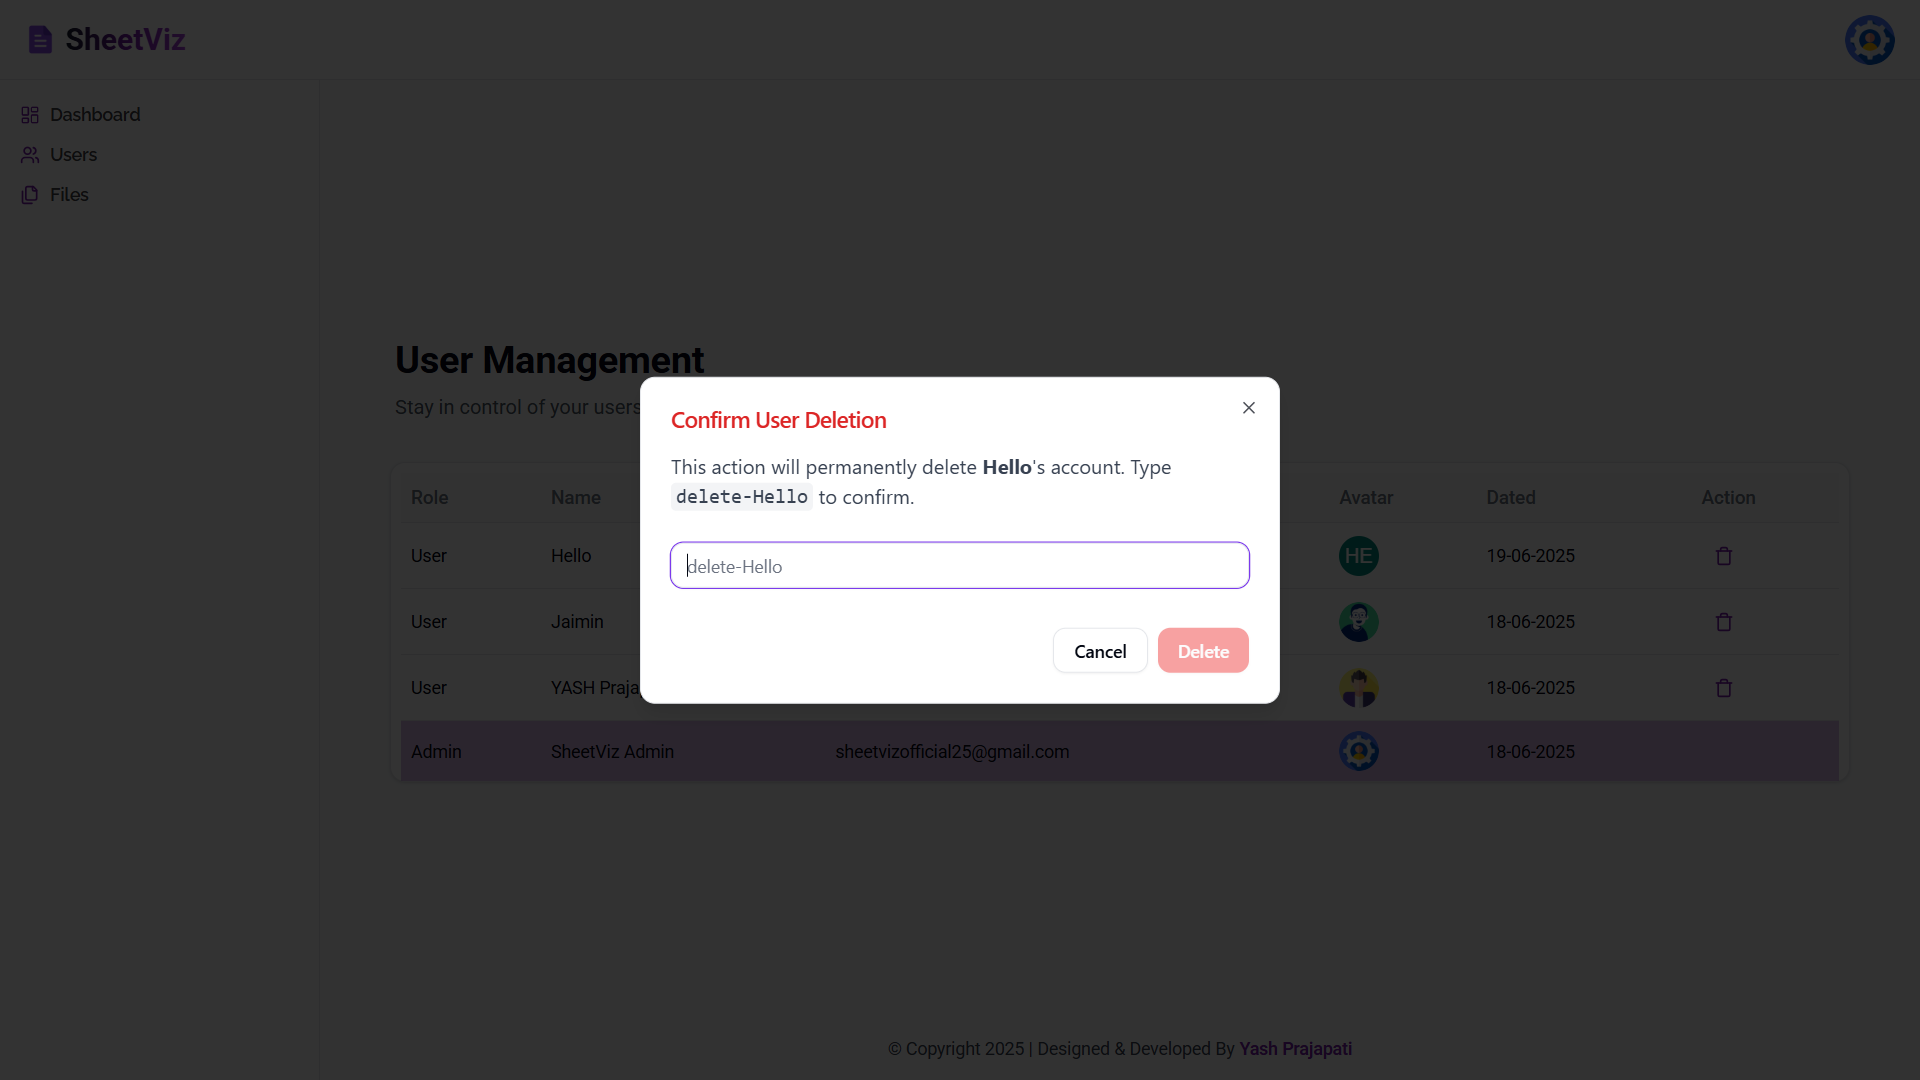 SheetViz
Dashboard
Users
Files
User Management
Stay in control of your users
Confirm User Deletion
This action will permanently delete Hello's account. Type
delete-Hello to confirm.
delete-Hello
Cancel Delete
Role Name Avatar Dated Action
User Hello HE 19-06-2025
User Jaimin 18-06-2025
User YASH Praja 18-06-2025
Admin SheetViz Admin sheetvizofficial25@gmail.com 18-06-2025
© Copyright 2025 | Designed & Developed By Yash Prajapati